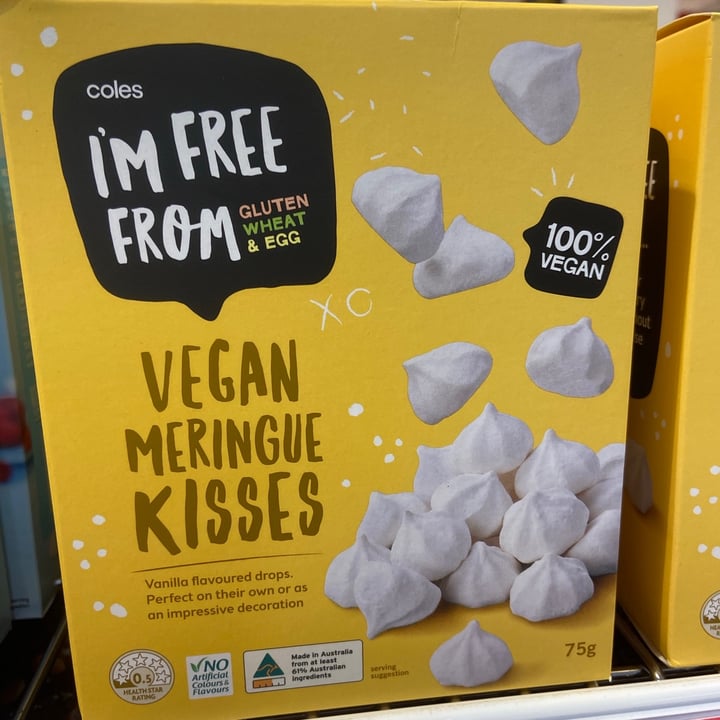 coles
I'M FREE
FROM
GLUTEN
WHEAT
& EGG
100%
VEGAN
XO
VEGAN
MERINGUE
KISSES
Vanilla flavoured drops.
Perfect on their own or as
an impressive decoration
0.5
HEALTH STAR
RATING
NO
Artificial
Colours &
Flavours
Made in Australia
from at least
61% Australian
ingredients
serving
suggestion
75g